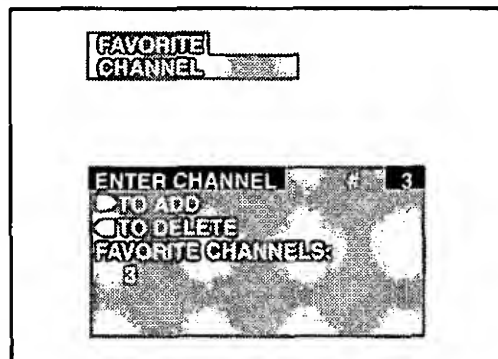 FAVORITE
CHANNEL
ENTER CHANNEL # 3
TO ADD
TO DELETE
FAVORITE CHANNELS:
3